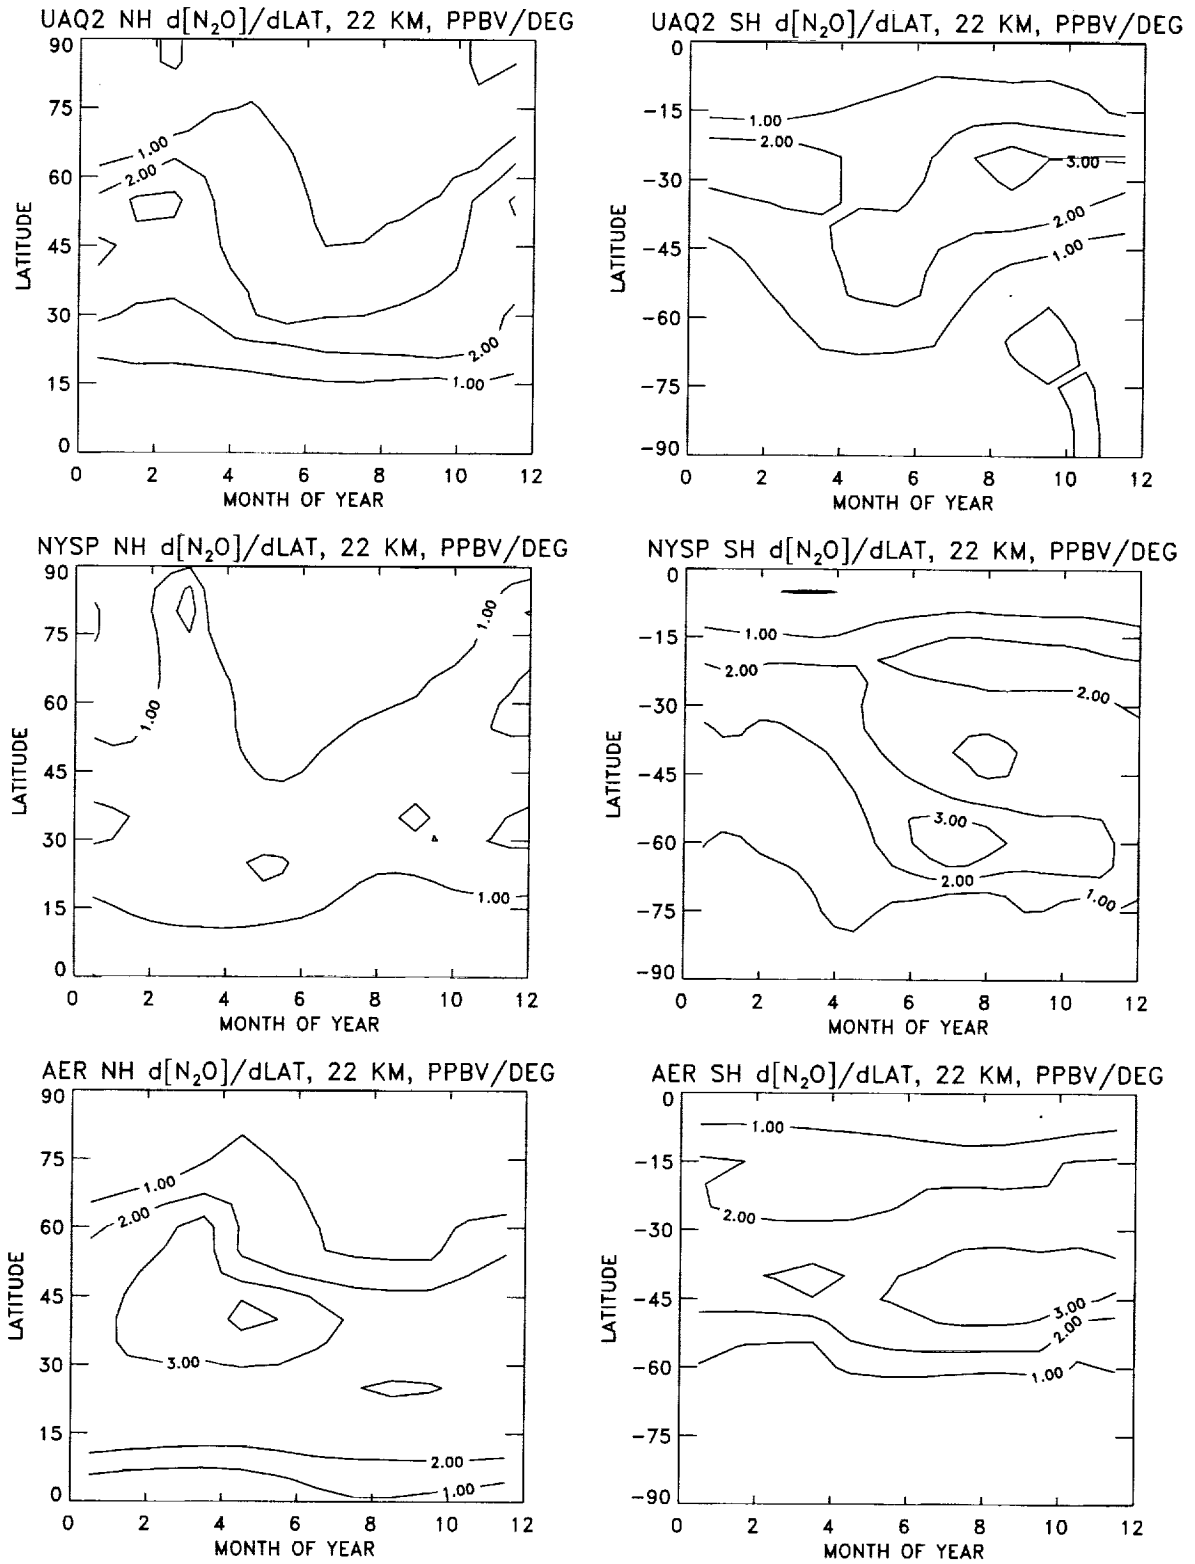 UAQ2 NH d[N₂O]/dLAT, 22 KM, PPBV/DEG
90
75
60
45
30
15
0
LATITUDE
1.00
2.00
2.00
1.00
0 2 4 6 8 10 12
MONTH OF YEAR
UAQ2 SH d[N₂O]/dLAT, 22 KM, PPBV/DEG
0
-15
-30
-45
-60
-75
-90
LATITUDE
1.00
2.00
3.00
2.00
1.00
0 2 4 6 8 10 12
MONTH OF YEAR
NYSP NH d[N₂O]/dLAT, 22 KM, PPBV/DEG
90
75
60
45
30
15
0
LATITUDE
1.00
1.00
1.00
0 2 4 6 8 10 12
MONTH OF YEAR
NYSP SH d[N₂O]/dLAT, 22 KM, PPBV/DEG
0
-15
-30
-45
-60
-75
-90
LATITUDE
1.00
2.00
2.00
3.00
2.00
1.00
0 2 4 6 8 10 12
MONTH OF YEAR
AER NH d[N₂O]/dLAT, 22 KM, PPBV/DEG
90
75
60
45
30
15
0
LATITUDE
1.00
2.00
3.00
2.00
1.00
0 2 4 6 8 10 12
MONTH OF YEAR
AER SH d[N₂O]/dLAT, 22 KM, PPBV/DEG
0
-15
-30
-45
-60
-75
-90
LATITUDE
1.00
2.00
3.00
2.00
1.00
0 2 4 6 8 10 12
MONTH OF YEAR